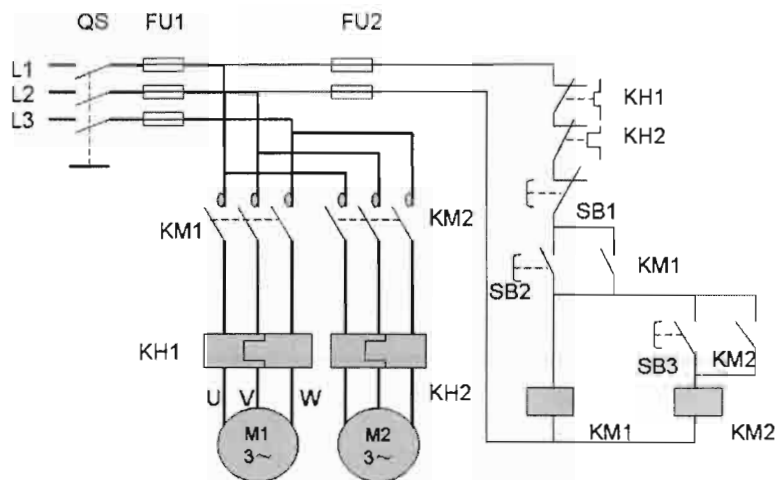 QS FU1 FU2
L1
L2
L3
KH1
KH2
SB1
KM1 KM2
SB2 KM1
SB3 KM2
KH1 KH2
U V W
M1
3～
M2
3～
KM1 KM2